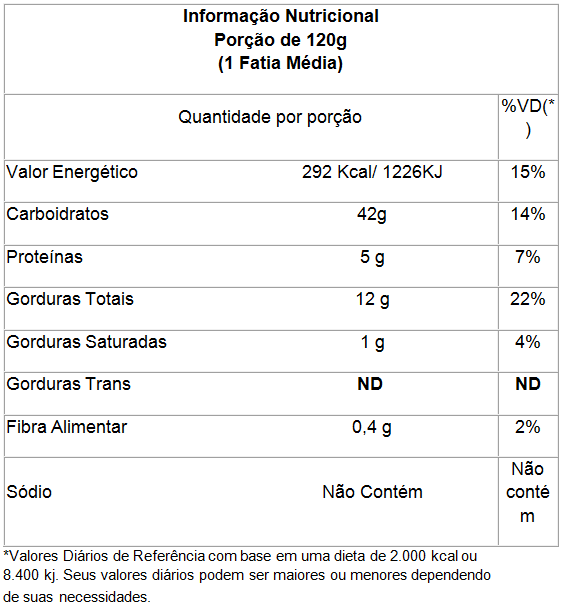 Informação Nutricional
Porção de 120g
(1 Fatia Média)
Quantidade por porção %VD(*
)
Valor Energético 292 Kcal/ 1226KJ 15%
Carboidratos 42g 14%
Proteínas 5 g 7%
Gorduras Totais 12 g 22%
Gorduras Saturadas 1 g 4%
Gorduras Trans ND ND
Fibra Alimentar 0,4 g 2%
Sódio Não Contém Não
conté
m
*Valores Diários de Referência com base em uma dieta de 2.000 kcal ou
8.400 kj. Seus valores diários podem ser maiores ou menores dependendo
de suas necessidades.